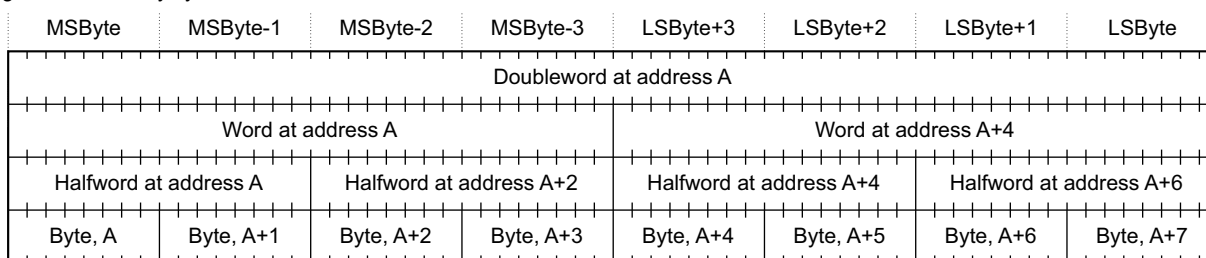 MSByte MSByte-1 MSByte-2 MSByte-3 LSByte+3 LSByte+2 LSByte+1 LSByte
Doubleword at address A
Word at address A Word at address A+4
Halfword at address A Halfword at address A+2 Halfword at address A+4 Halfword at address A+6
Byte, A Byte, A+1 Byte, A+2 Byte, A+3 Byte, A+4 Byte, A+5 Byte, A+6 Byte, A+7